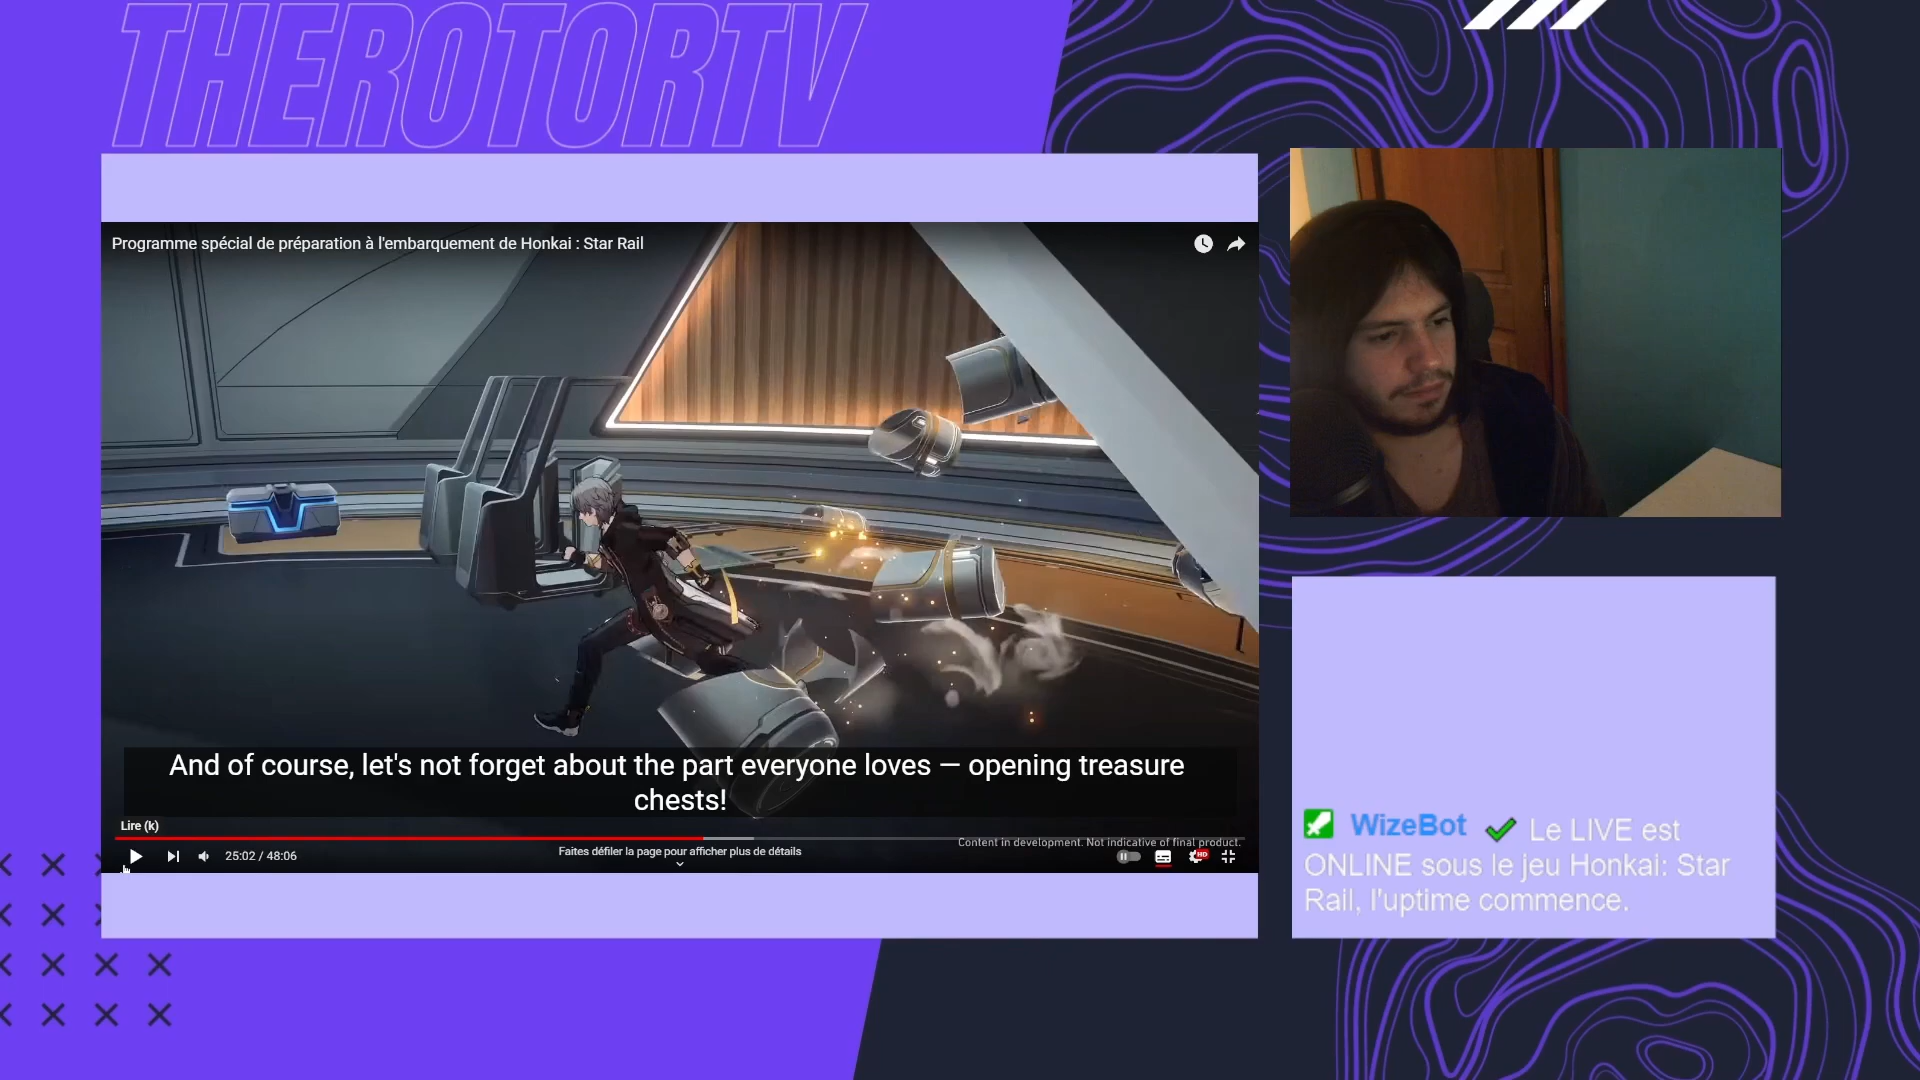 THEROTORTV
Programme spécial de préparation à l'embarquement de Honkai : Star Rail
And of course, let's not forget about the part everyone loves — opening treasure
chests!
Lire (k)
Content in development. Not indicative of final product.
25:02 / 48:06
Faites défiler la page pour afficher plus de détails
HD
WizeBot Le LIVE est
ONLINE sous le jeu Honkai: Star
Rail, l'uptime commence.